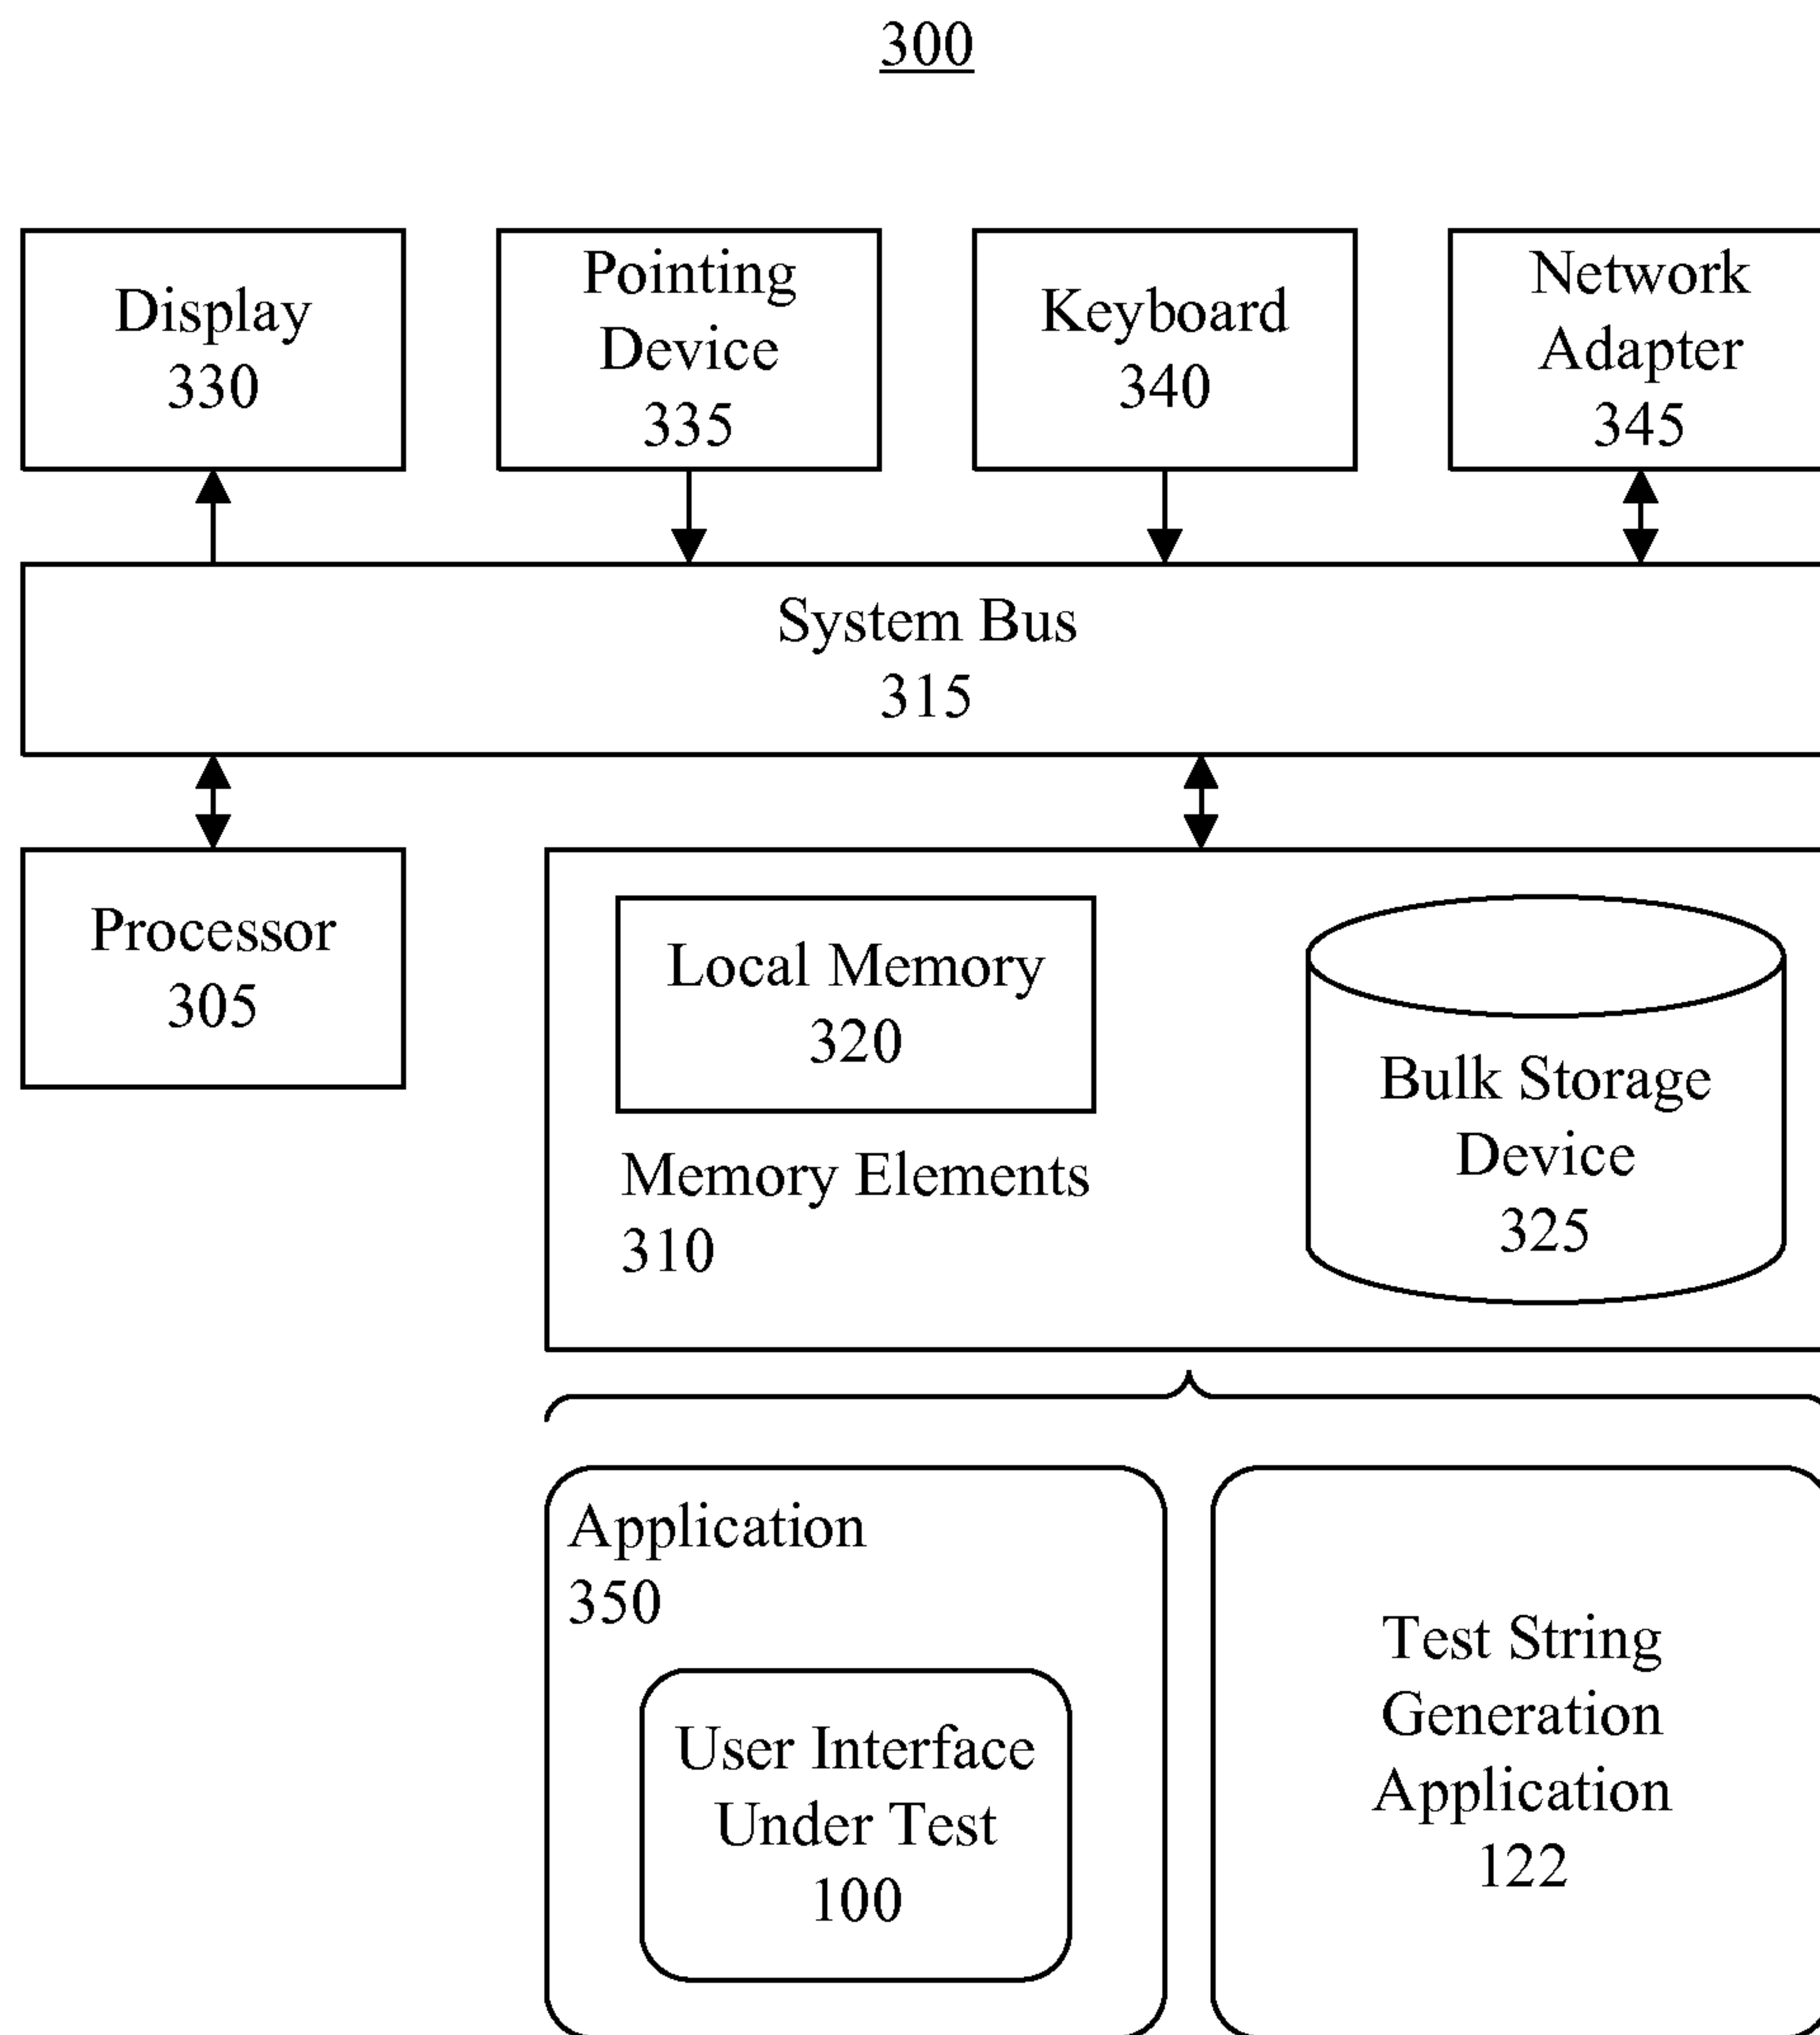 300
Display
330
Pointing
Device
335
Keyboard
340
Network
Adapter
345
System Bus
315
Processor
305
Local Memory
320
Memory Elements
310
Bulk Storage
Device
325
Application
350
User Interface
Under Test
100
Test String
Generation
Application
122